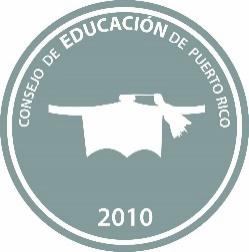 CONSEJO DE EDUCACIÓN DE PUERTO RICO
2010